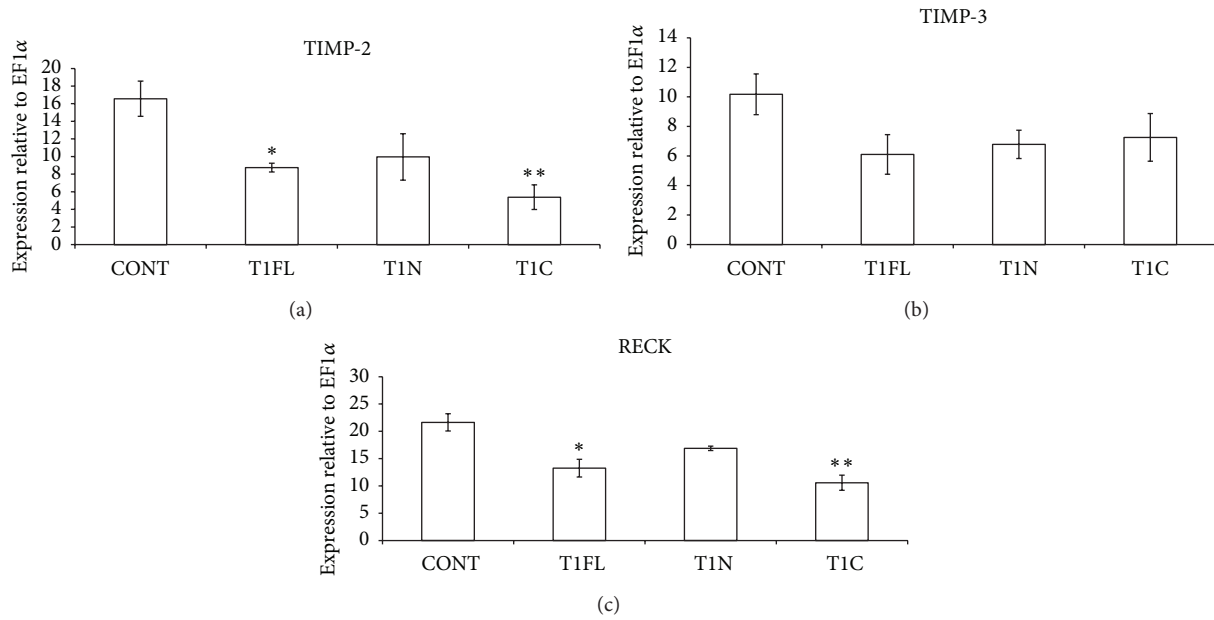 TIMP-2
Expression relative to EF1α
20
18
16
14
12
10
8
6
4
2
0
*
**
CONT T1FL T1N T1C
(a)
TIMP-3
Expression relative to EF1α
14
12
10
8
6
4
2
0
CONT T1FL T1N T1C
(b)
RECK
Expression relative to EF1α
30
25
20
15
10
5
0
*
**
CONT T1FL T1N T1C
(c)